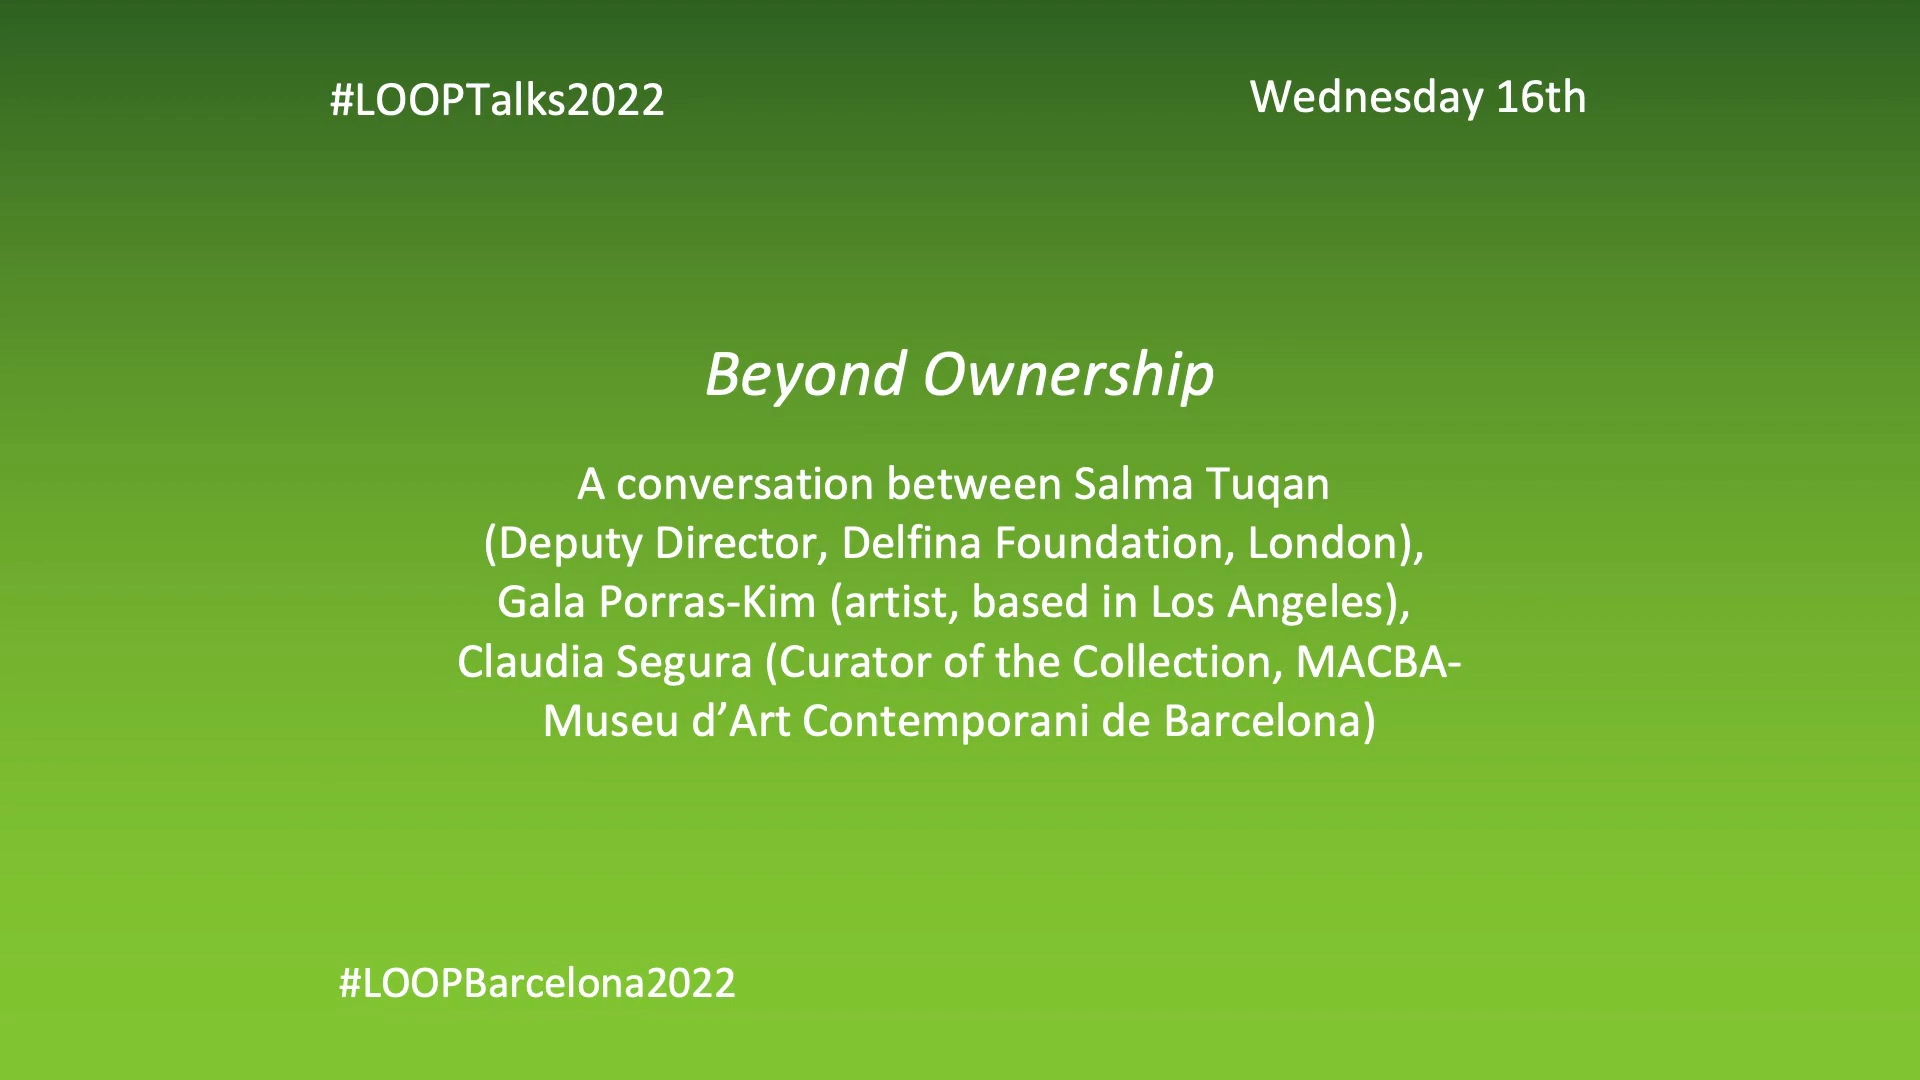 #LOOPTalks2022
Wednesday 16th
Beyond Ownership
A conversation between Salma Tuqan
(Deputy Director, Delfina Foundation, London),
Gala Porras-Kim (artist, based in Los Angeles),
Claudia Segura (Curator of the Collection, MACBA-
Museu d’Art Contemporani de Barcelona)
#LOOPBarcelona2022